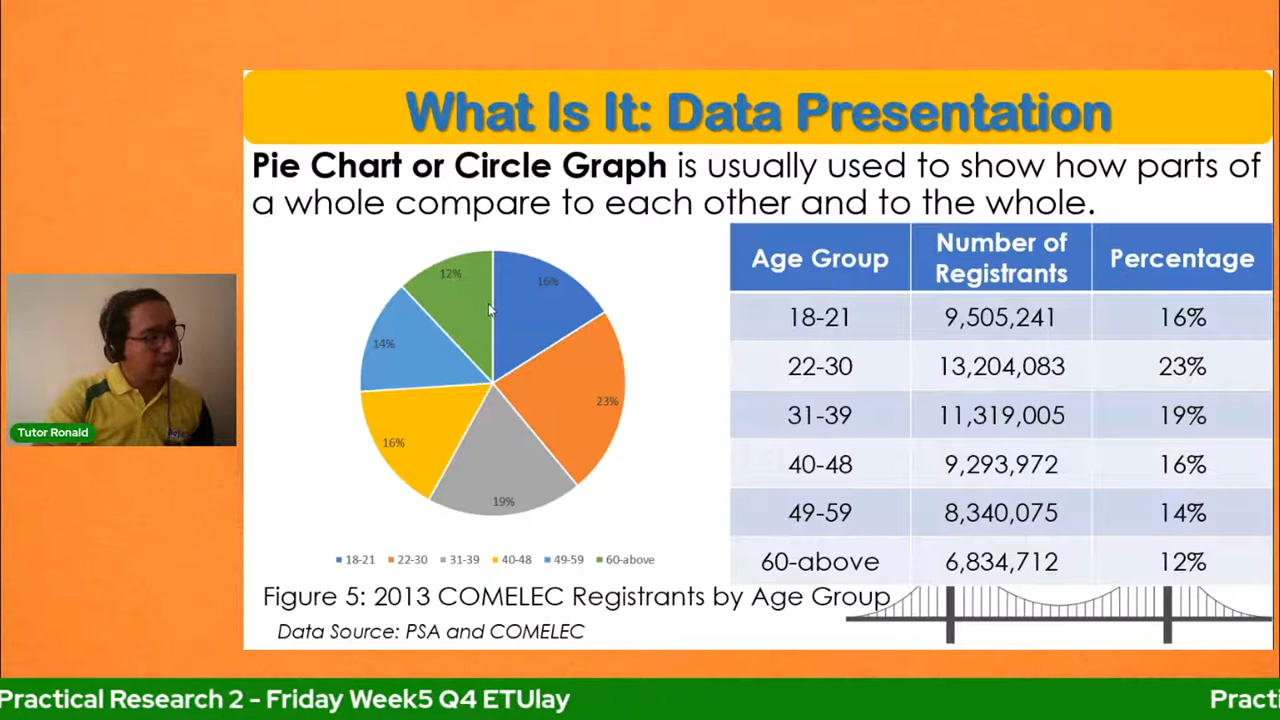 What Is It: Data Presentation
Pie Chart or Circle Graph is usually used to show how parts of
a whole compare to each other and to the whole.
12%
16%
14%
23%
16%
19%
18-21 22-30 31-39 40-48 49-59 60-above
Age Group Number of Registrants Percentage
18-21 9,505,241 16%
22-30 13,204,083 23%
31-39 11,319,005 19%
40-48 9,293,972 16%
49-59 8,340,075 14%
60-above 6,834,712 12%
Figure 5: 2013 COMELEC Registrants by Age Group
Data Source: PSA and COMELEC
Tutor Ronald
Practical Research 2 - Friday Week5 Q4 ETUlay
Practi